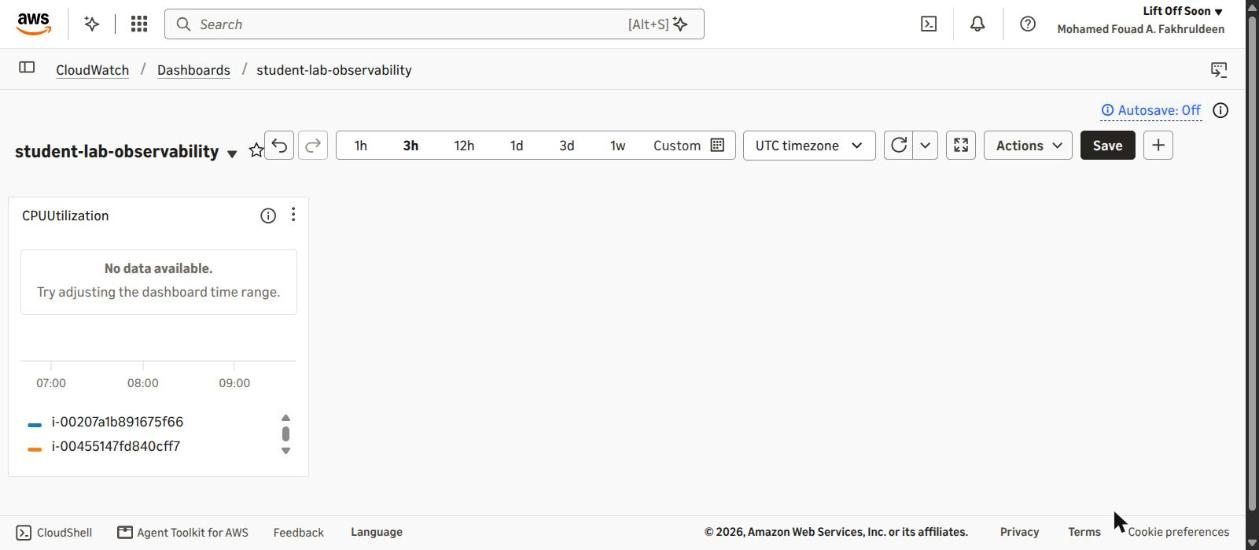 aws
Search [Alt+S]
Lift Off Soon
Mohamed Fouad A. Fakhruldeen
CloudWatch / Dashboards / student-lab-observability
Autosave: Off
student-lab-observability
1h 3h 12h 1d 3d 1w Custom UTC timezone Actions Save
CPUUtilization
No data available.
Try adjusting the dashboard time range.
07:00 08:00 09:00
i-00207a1b891675f66
i-00455147fd840cff7
CloudShell Agent Toolkit for AWS Feedback Language © 2026, Amazon Web Services, Inc. or its affiliates. Privacy Terms Cookie preferences